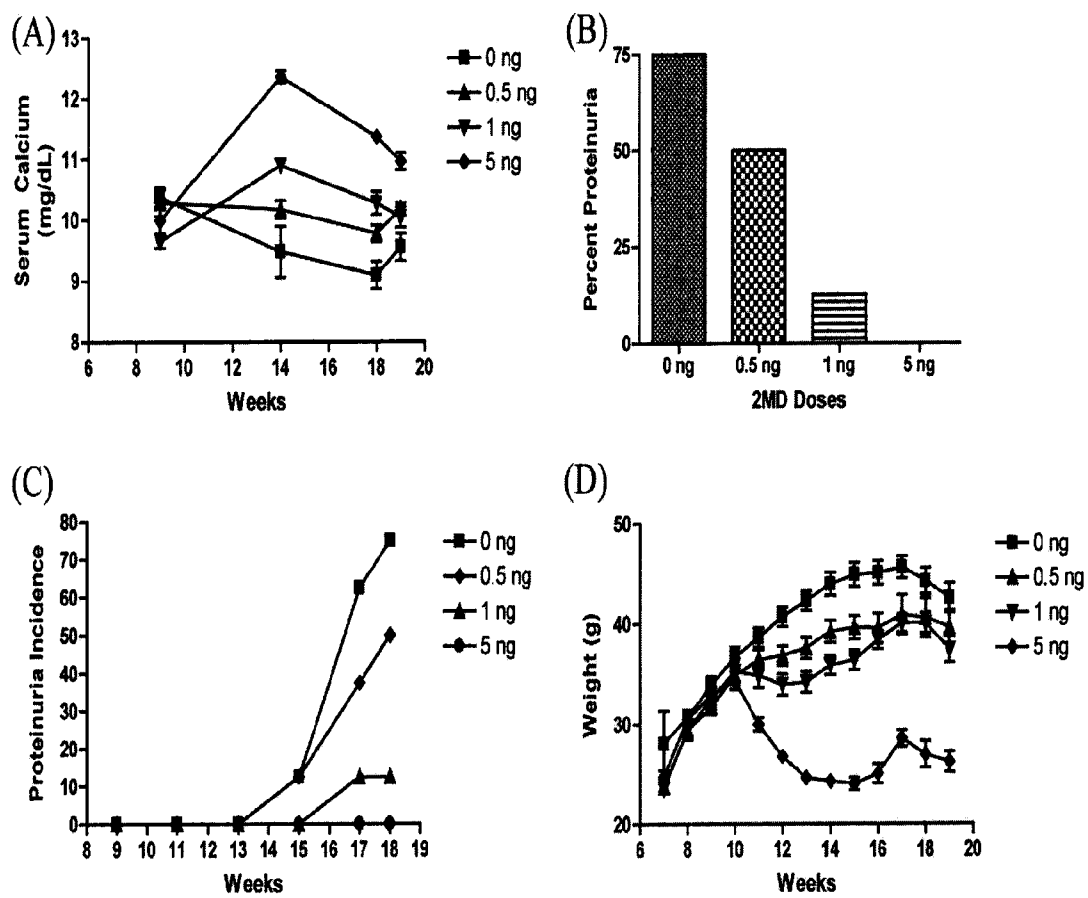 (A)
13
12
11
10
9
8
Serum Calcium
(mg/dL)
6 8 10 12 14 16 18 20
Weeks
0 ng
0.5 ng
1 ng
5 ng
(B)
75
50
25
0
Percent Proteinuria
0 ng 0.5 ng 1 ng 5 ng
2MD Doses
(C)
80
70
60
50
40
30
20
10
0
Proteinuria Incidence
8 9 10 11 12 13 14 15 16 17 18 19
Weeks
0 ng
0.5 ng
1 ng
5 ng
(D)
50
40
30
20
Weight (g)
6 8 10 12 14 16 18 20
Weeks
0 ng
0.5 ng
1 ng
5 ng